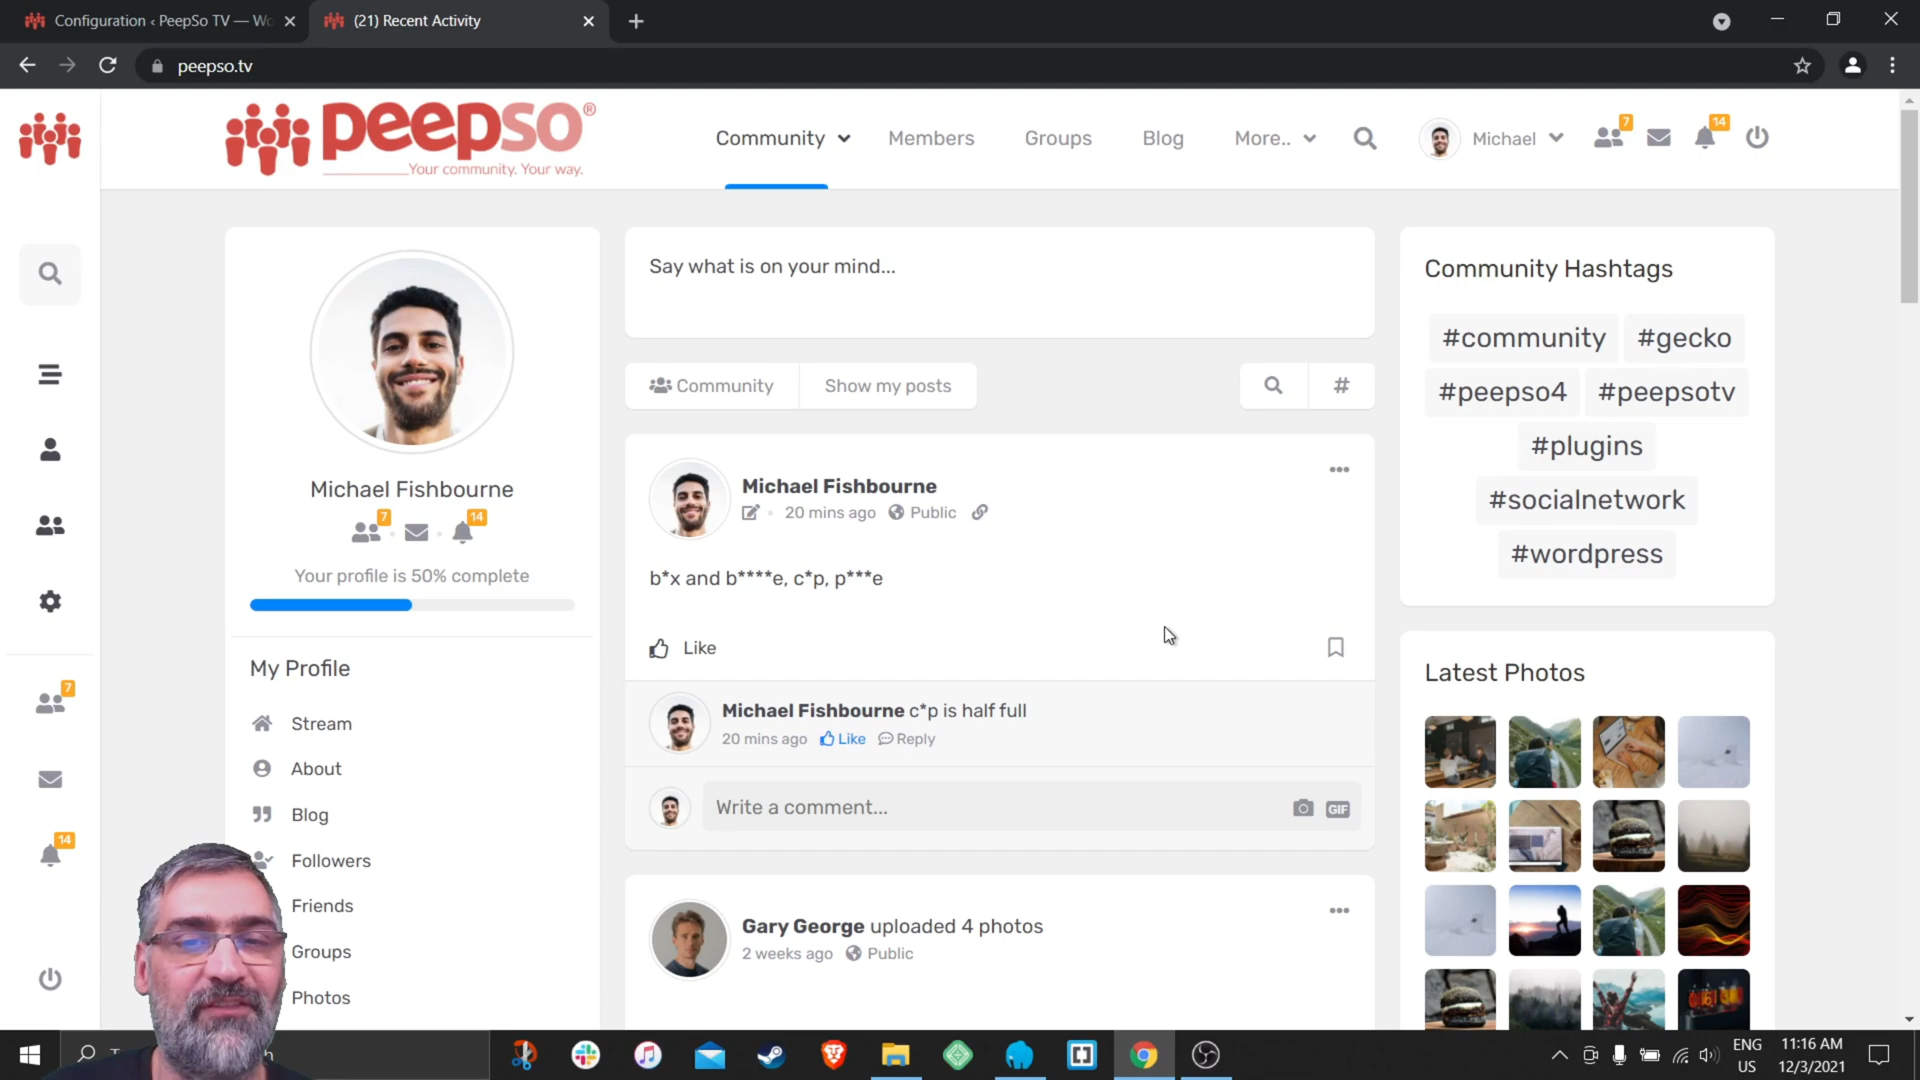 Configuration ‹ PeepSo TV — Wo
(21) Recent Activity
peepso.tv
peepso®
Your community. Your way.
Community
Members
Groups
Blog
More..
Michael
7
14
Michael Fishbourne
7
14
Your profile is 50% complete
My Profile
Stream
About
Blog
Followers
Friends
Groups
Photos
7
14
Say what is on your mind...
Community
Show my posts
#
Michael Fishbourne
20 mins ago Public
b*x and b****e, c*p, p***e
Like
Michael Fishbourne c*p is half full
20 mins ago Like Reply
Write a comment...
GIF
Gary George uploaded 4 photos
2 weeks ago Public
Community Hashtags
#community #gecko
#peepso4 #peepsotv
#plugins
#socialnetwork
#wordpress
Latest Photos
ENG
US
11:16 AM
12/3/2021